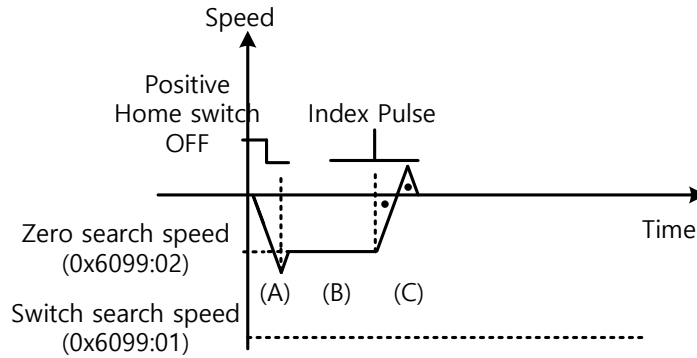 Speed
Positive
Home switch
OFF
Index Pulse
Time
Zero search speed
(0x6099:02)
(A)
(B)
(C)
Switch search speed
(0x6099:01)